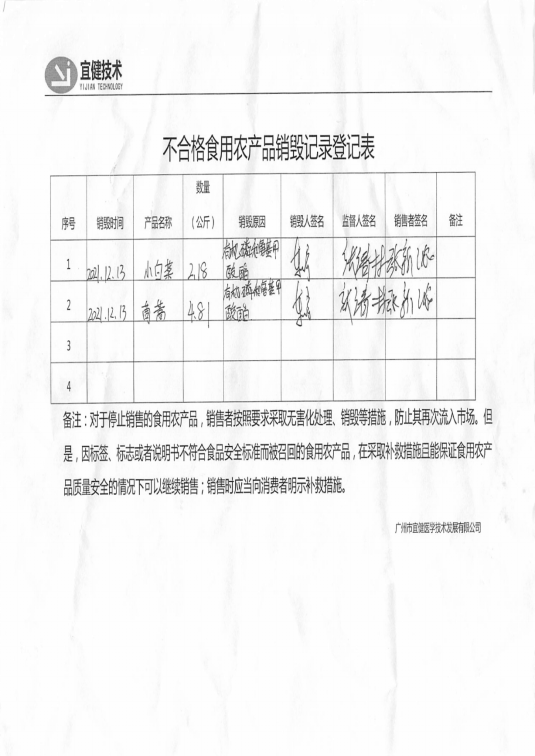 宜健技术
YIJIAN TECHNOLOGY
不合格食用农产品销毁记录登记表
序号 销毁时间 产品名称 数量（公斤） 销毁原因 销毁人签名 监督人签名 销售者签名 备注
1 2021.12.13 小白菜 2.18 有机磷和氨基甲酸酯
2 2021.12.13 4.81 有机磷和氨基甲酸酯
3
4
备注：对于停止销售的食用农产品，销售者按照要求采取无害化处理、销毁等措施，防止其再次流入市场。但
是，因标签、标志或者说明书不符合食品安全标准而被召回的食用农产品，在采取补救措施且能保证食用农产
品质量安全的情况下可以继续销售；销售时应当向消费者明示补救措施。
广州市宜健医学技术发展有限公司